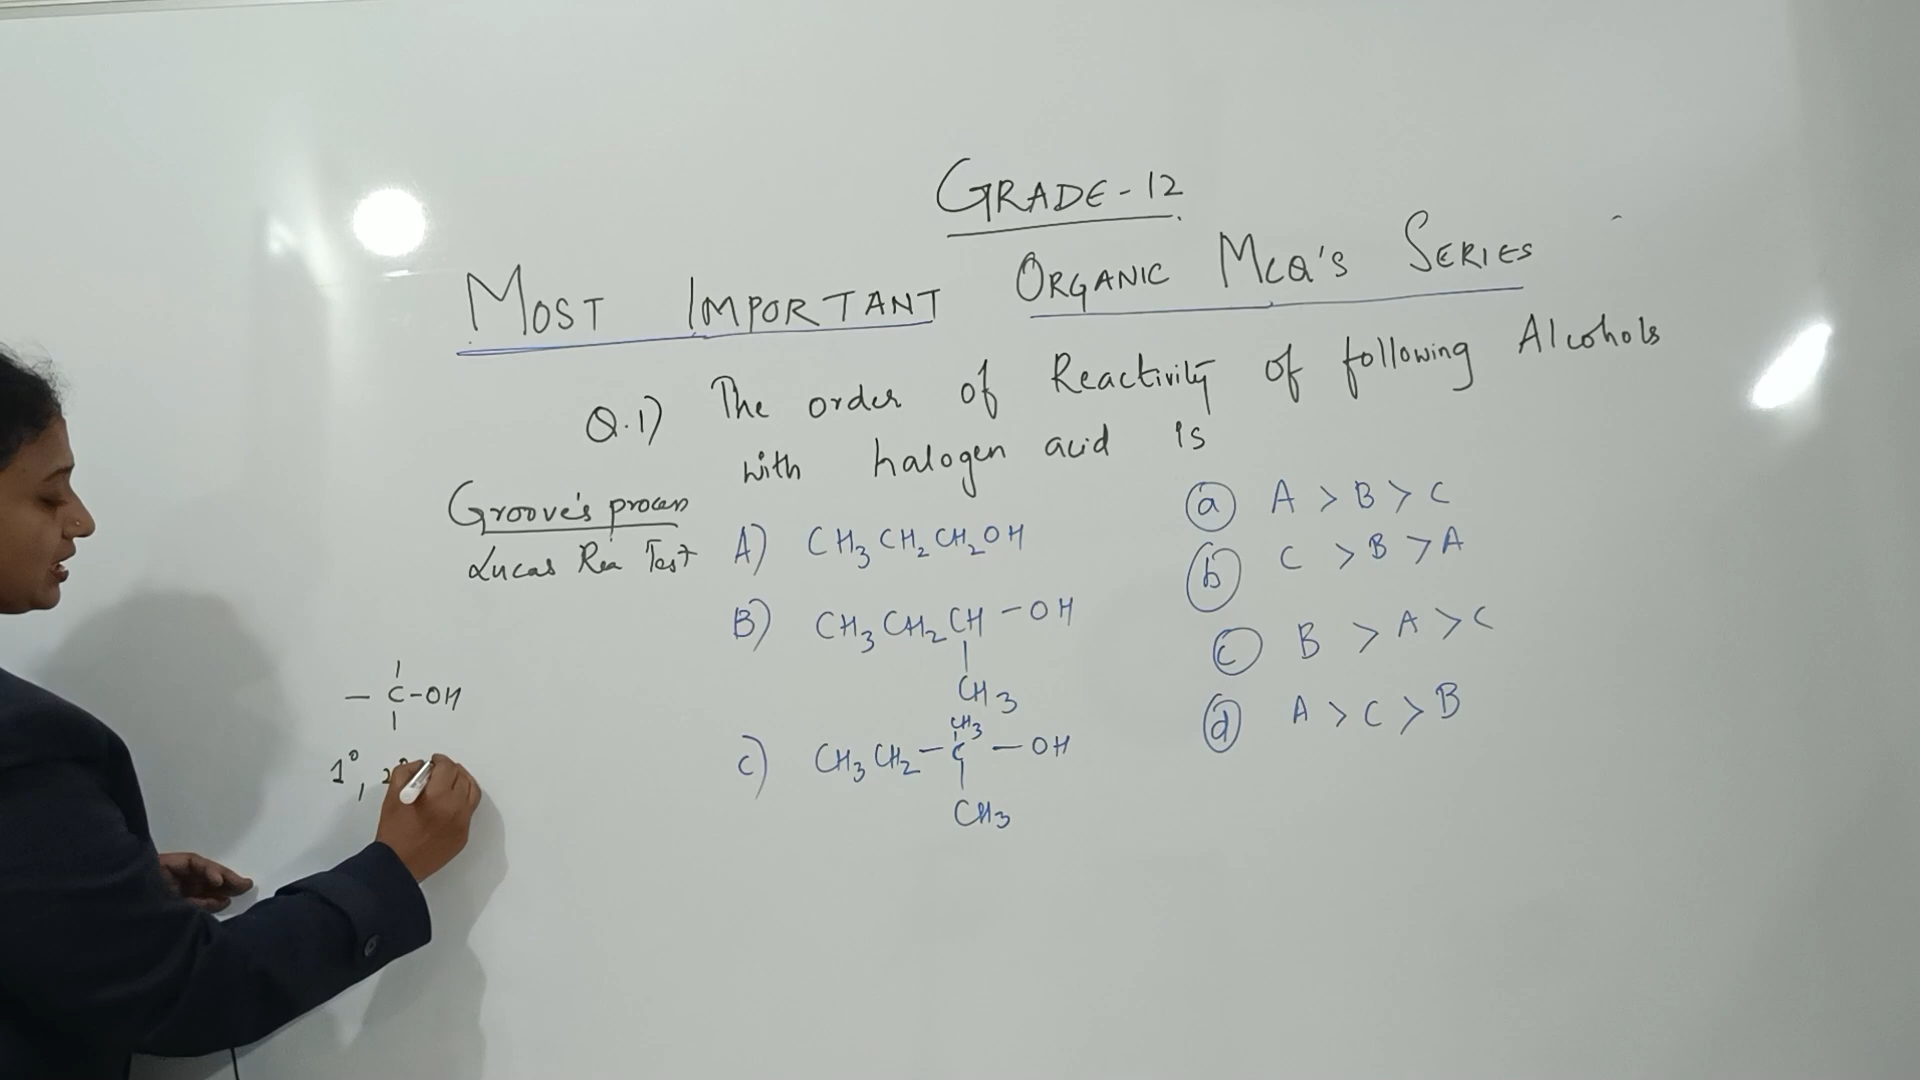 GRADE-12
MOST IMPORTANT ORGANIC MCQ'S SERIES
Q.1) The order of Reactivity of following Alcohols
with halogen acid is
Groove's process
Lucas Rea Test
A) CH₃CH₂CH₂OH
B) CH₃CH₂CH-OH
CH₃
CH₃
C) CH₃CH₂-C-OH
CH₃
(a) A > B > C
(b) C > B > A
(c) B > A > C
(d) A > C > B
- C-OH
1°, 2°